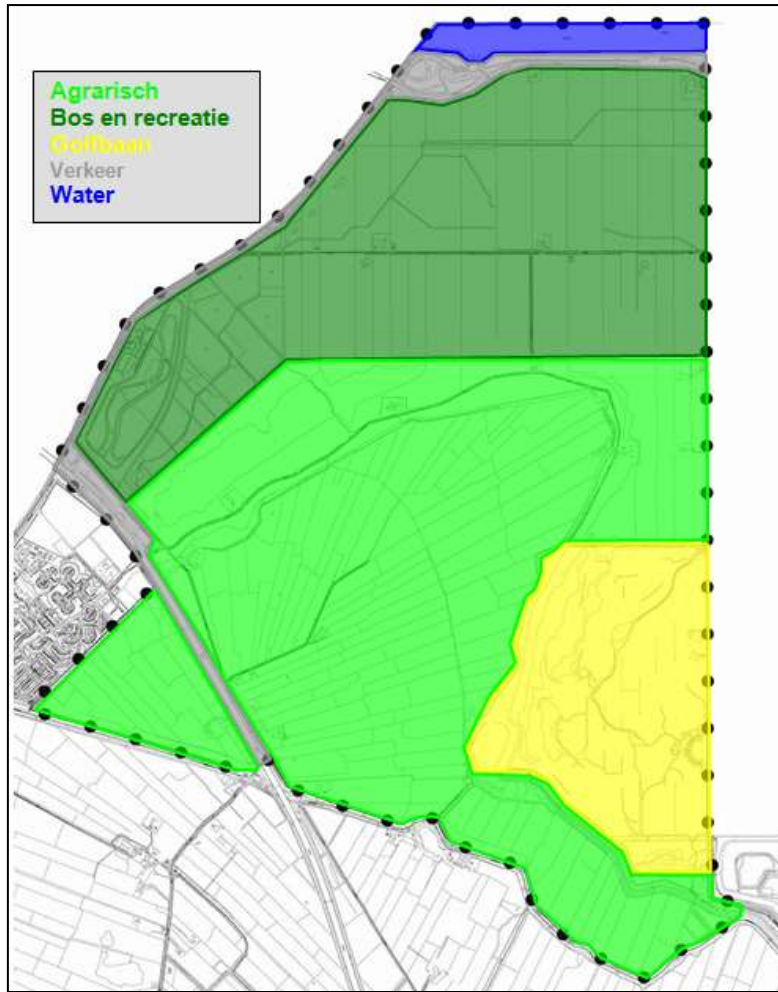 Agrarisch
Bos en recreatie
Golfbaan
Verkeer
Water